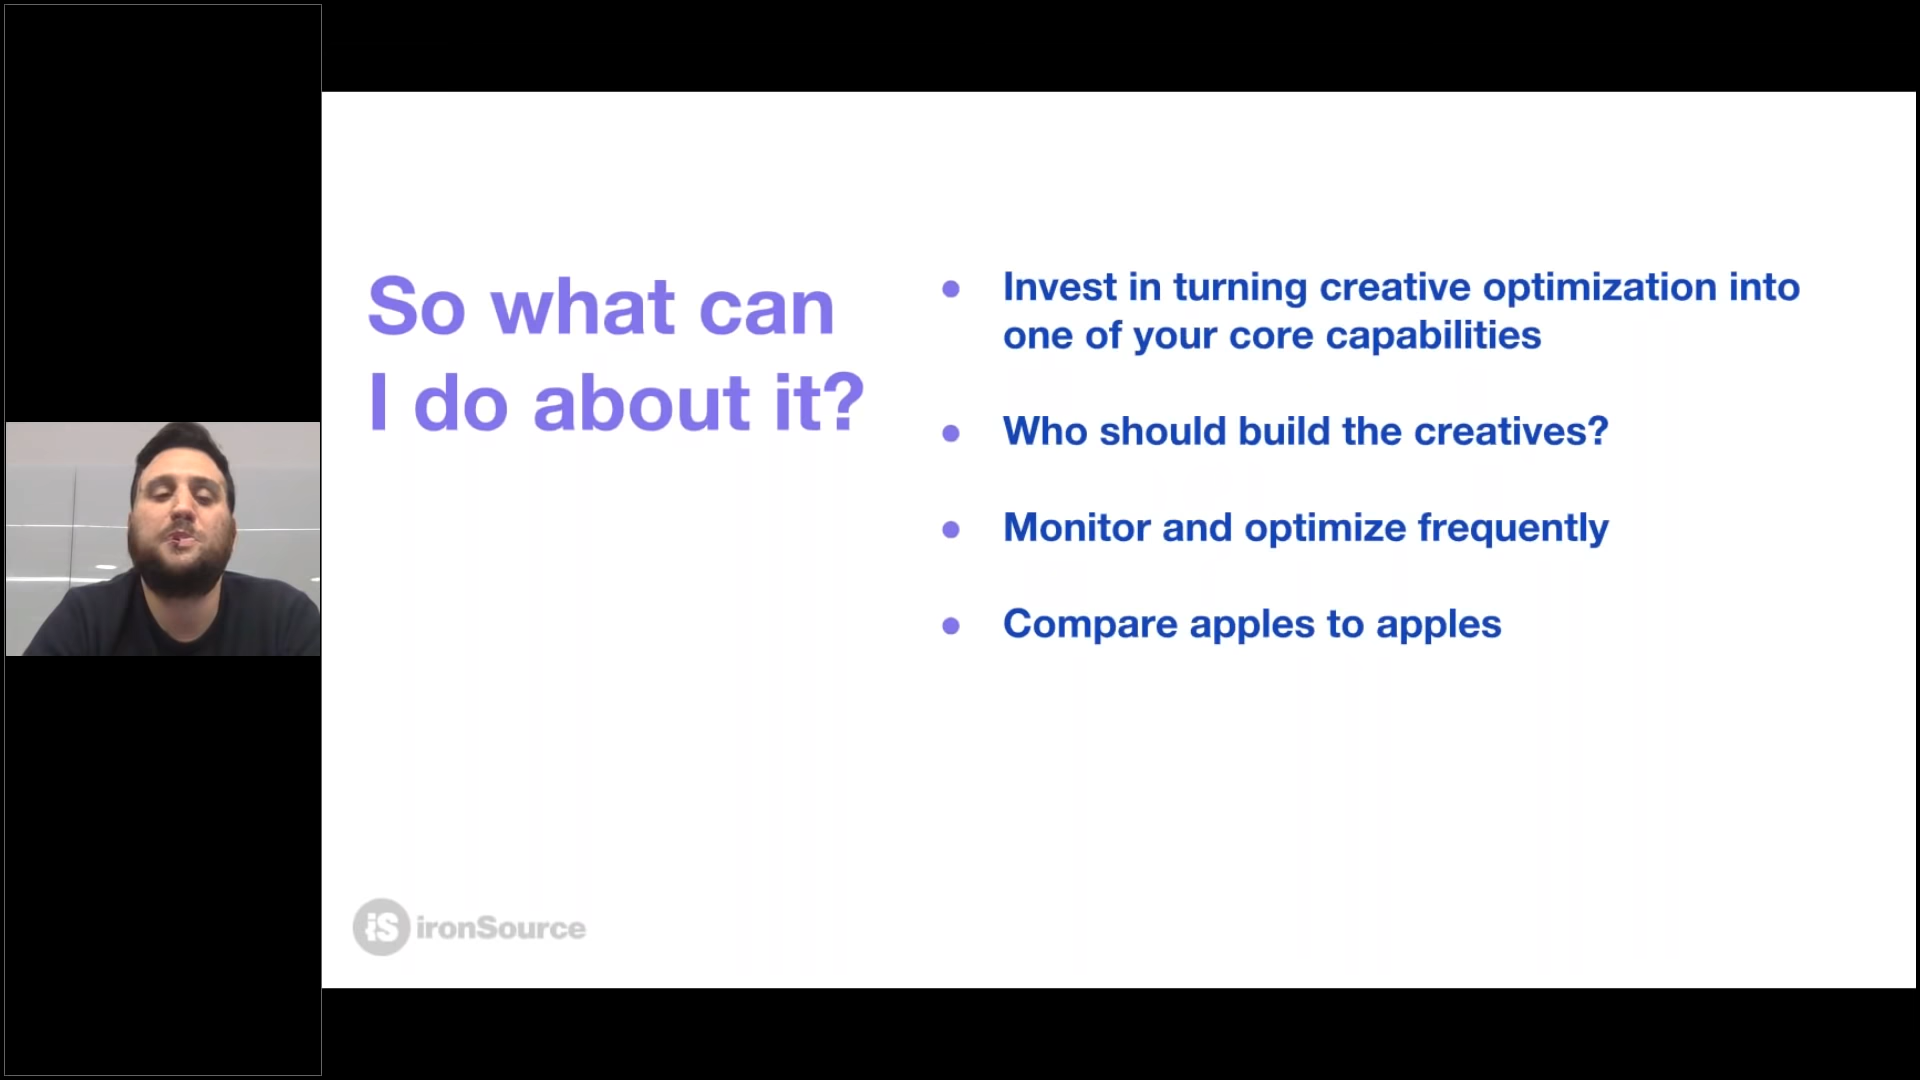 So what can
I do about it?
● Invest in turning creative optimization into
one of your core capabilities
● Who should build the creatives?
● Monitor and optimize frequently
● Compare apples to apples
iS ironSource